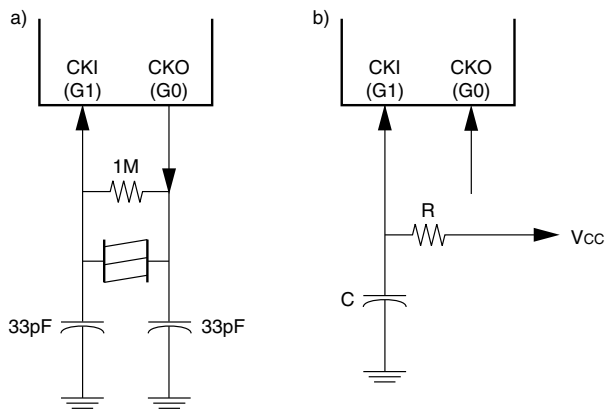 a)
CKI
(G1)
CKO
(G0)
1M
33pF
33pF
b)
CKI
(G1)
CKO
(G0)
R
VCC
C